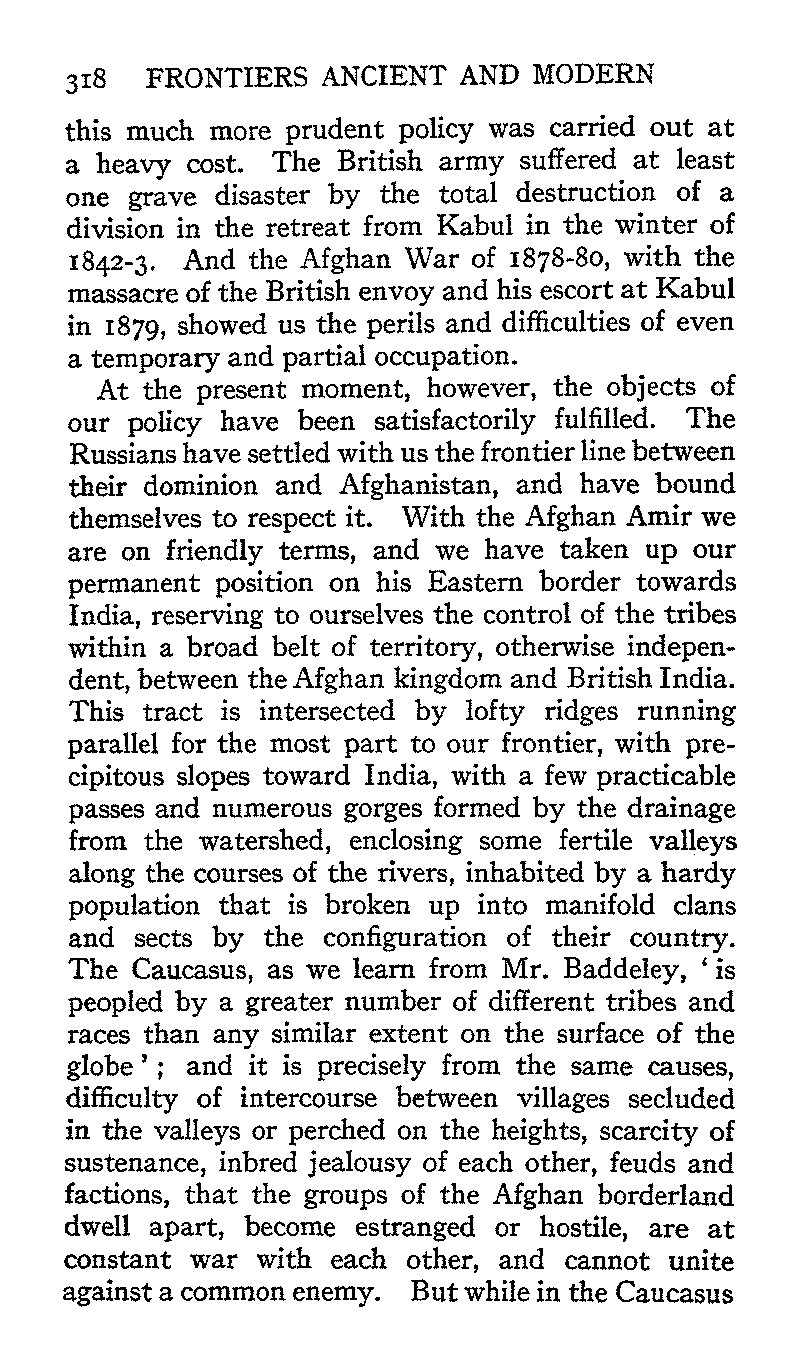 318 FRONTIERS ANCIENT AND MODERN
this much more prudent policy was carried out at
a heavy cost. The British army suffered at least
one grave disaster by the total destruction of a
division in the retreat from Kabul in the winter of
1842-3. And the Afghan War of 1878-80, with the
massacre of the British envoy and his escort at Kabul
in 1879, showed us the perils and difficulties of even
a temporary and partial occupation.
At the present moment, however, the objects of
our policy have been satisfactorily fulfilled. The
Russians have settled with us the frontier line between
their dominion and Afghanistan, and have bound
themselves to respect it. With the Afghan Amir we
are on friendly terms, and we have taken up our
permanent position on his Eastern border towards
India, reserving to ourselves the control of the tribes
within a broad belt of territory, otherwise indepen-
dent, between the Afghan kingdom and British India.
This tract is intersected by lofty ridges running
parallel for the most part to our frontier, with pre-
cipitous slopes toward India, with a few practicable
passes and numerous gorges formed by the drainage
from the watershed, enclosing some fertile valleys
along the courses of the rivers, inhabited by a hardy
population that is broken up into manifold clans
and sects by the configuration of their country.
The Caucasus, as we learn from Mr. Baddeley, ‘ is
peopled by a greater number of different tribes and
races than any similar extent on the surface of the
globe ’ ; and it is precisely from the same causes,
difficulty of intercourse between villages secluded
in the valleys or perched on the heights, scarcity of
sustenance, inbred jealousy of each other, feuds and
factions, that the groups of the Afghan borderland
dwell apart, become estranged or hostile, are at
constant war with each other, and cannot unite
against a common enemy. But while in the Caucasus